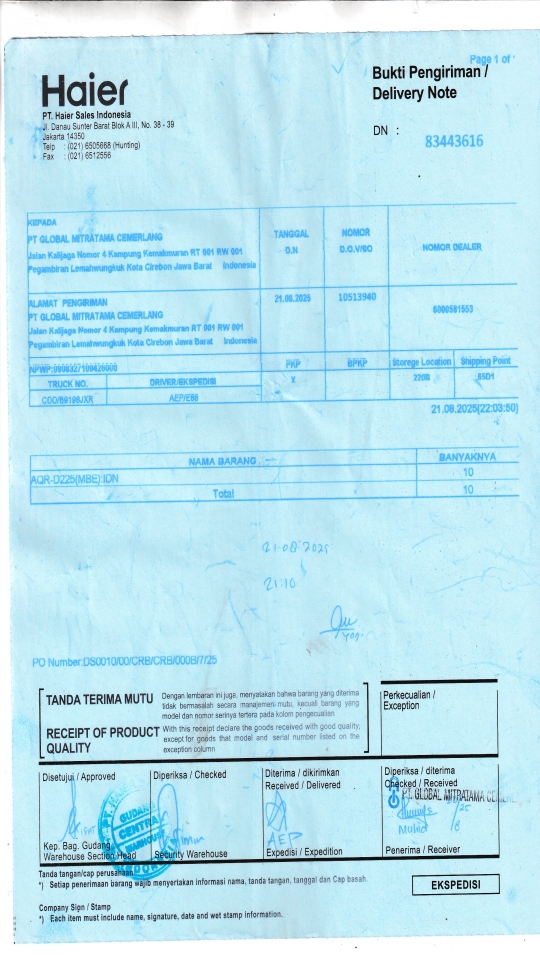 Page 1 of
Haier
Bukti Pengiriman /
Delivery Note
PT. Haier Sales Indonesia
Jl. Danau Sunter Barat Blok A III, No. 38 - 39
Jakarta 14350
Telp : (021) 6505668 (Hunting)
Fax : (021) 6512556
DN : 83443616
KEPADA
PT GLOBAL MITRATAMA CEMERLANG
Jalan Kalijaga Nomor 4 Kampung Kemakmuran RT 001 RW 001
Pegambiran Lemahwungkuk Kota Cirebon Jawa Barat Indonesia
TANGGAL
D.N
NOMOR
D.O.V/SO
NOMOR DEALER
ALAMAT PENGIRIMAN
PT GLOBAL MITRATAMA CEMERLANG
Jalan Kalijaga Nomor 4 Kampung Kemakmuran RT 001 RW 001
Pegambiran Lemahwungkuk Kota Cirebon Jawa Barat Indonesia
21.08.2025
10513940
6000581553
PKP BPKP Storege Location Shipping Point
X
TRUCK NO. DRIVER/EKSPEDISI
AEP/E86
21.08.2025(22:03:50)
NAMA BARANG BANYAKNYA
AQR-D225(MBE):IDN 10
Total 10
21-08-2025
21:10
PO Number:DS0010/00/CRB/CRB/0008/7/25
TANDA TERIMA MUTU
Dengan lembaran ini juga, menyatakan bahwa barang yang diterima
tidak bermasalah secara manajemen mutu, kecuali barang yang
model dan nomor serinya tertera pada kolom pengecualian
RECEIPT OF PRODUCT
QUALITY
With this receipt declare the goods received with good quality,
except for goods that model and serial number listed on the
exception column
Perkecualian /
Exception
Disetujui / Approved
Kep. Bag. Gudang
Warehouse Section Head
GUDANG
CENTRAL
WAREHOUSE
Diperiksa / Checked
Security Warehouse
Diterima / dikirimkan
Received / Delivered
AEP
Expedisi / Expedition
Diperiksa / diterima
Checked / Received
PT. GLOBAL MITRATAMA
Penerima / Receiver
Tanda tangan/cap perusahaan
*) Setiap penerimaan barang wajib menyertakan informasi nama, tanda tangan, tanggal dan Cap basah.
EKSPEDISI
Company Sign / Stamp
*) Each item must include name, signature, date and wet stamp information.